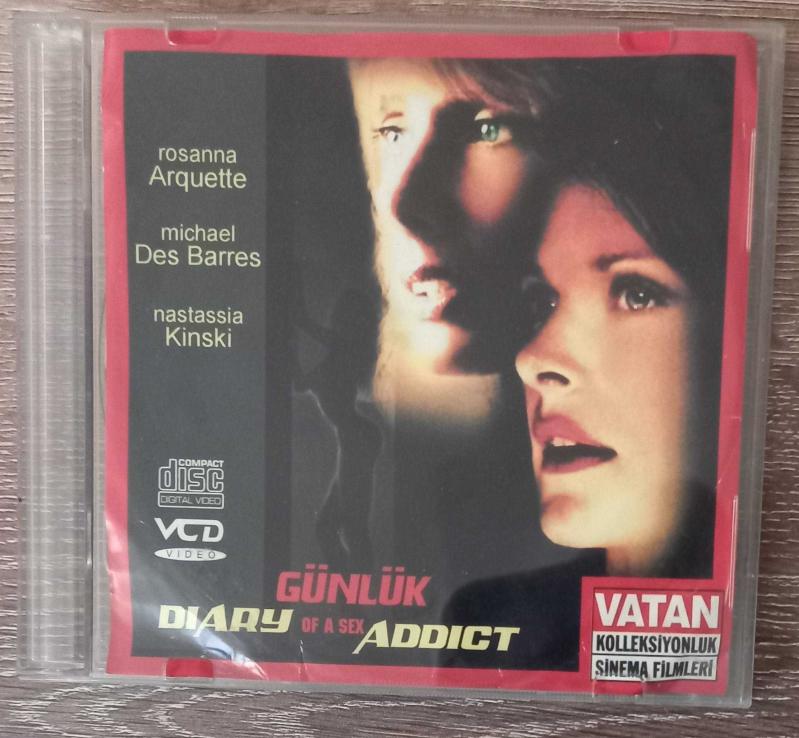 rosanna
Arquette
michael
Des Barres
nastassia
Kinski
COMPACT
disc
DIGITAL VIDEO
VCD
VIDEO
GÜNLÜK
DIARY OF A SEX ADDICT
VATAN
KOLLEKSİYONLUK
SİNEMA FİLMLERİ